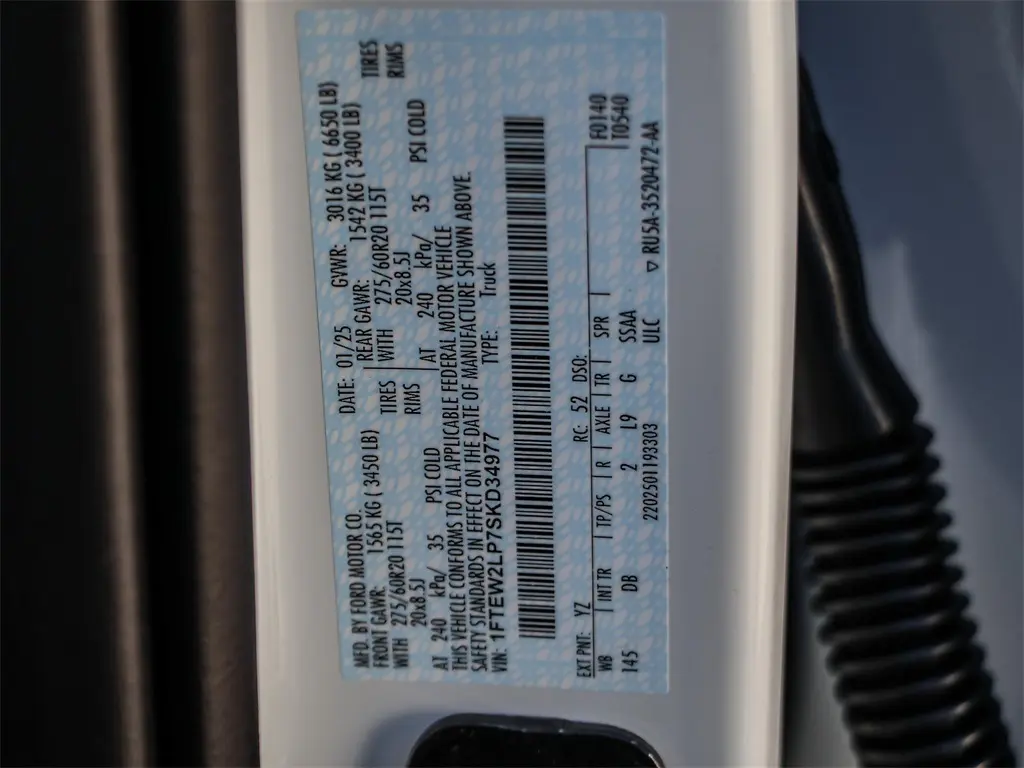 MFD. BY FORD MOTOR CO. DATE: 01/25 GVWR: 3016 KG ( 6650 LB)
FRONT GAWR: 1565 KG ( 3450 LB) REAR GAWR: 1542 KG ( 3400 LB)
WITH 275/60R20 115T TIRES WITH 275/60R20 115T TIRES
20x8.5J RIMS 20x8.5J RIMS
AT 240 kPa/ 35 PSI COLD AT 240 kPa/ 35 PSI COLD
THIS VEHICLE CONFORMS TO ALL APPLICABLE FEDERAL MOTOR VEHICLE
SAFETY STANDARDS IN EFFECT ON THE DATE OF MANUFACTURE SHOWN ABOVE.
VIN: 1FTEW2LP7SKD34977 TYPE: Truck
EXT PNT: YZ RC: 52 DSO: F0140
WB INT TR TP/PS R AXLE TR SPR T0540
145 DB 2 L9 G SSAA
2202501193303 ULC ▽ RU5A-3520472-AA